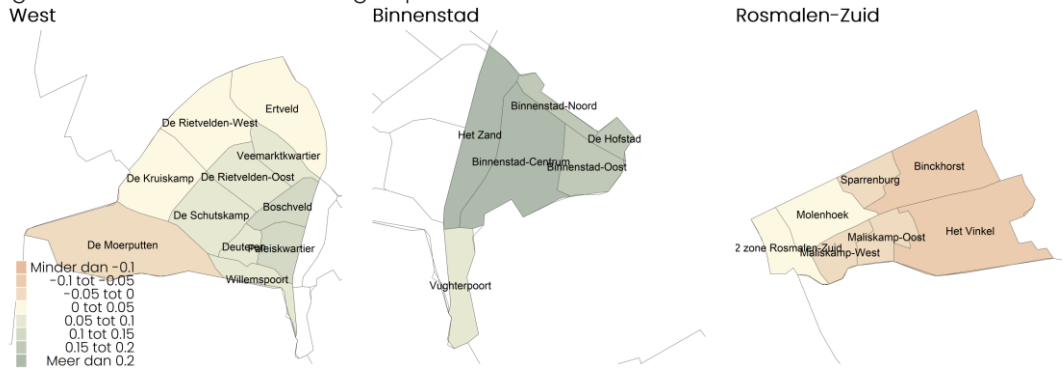 West
Ertveld
De Rietvelden-West
Veemarktkwartier
De Kruiskamp
De Rietvelden-Oost
Boschveld
De Schutskamp
De Moerputten
Deuteren
Paleiskwartier
Willemspoort
Minder dan -0.1
-0.1 tot -0.05
-0.05 tot 0
0 tot 0.05
0.05 tot 0.1
0.1 tot 0.15
0.15 tot 0.2
Meer dan 0.2
Binnenstad
Binnenstad-Noord
Het Zand
De Hofstad
Binnenstad-Centrum
Binnenstad-Oost
Vughterpoort
Rosmalen-Zuid
Binckhorst
Sparrenburg
Molenhoek
Het Vinkel
Maliskamp-Oost
2 zone Rosmalen-Zuid
Maliskamp-West